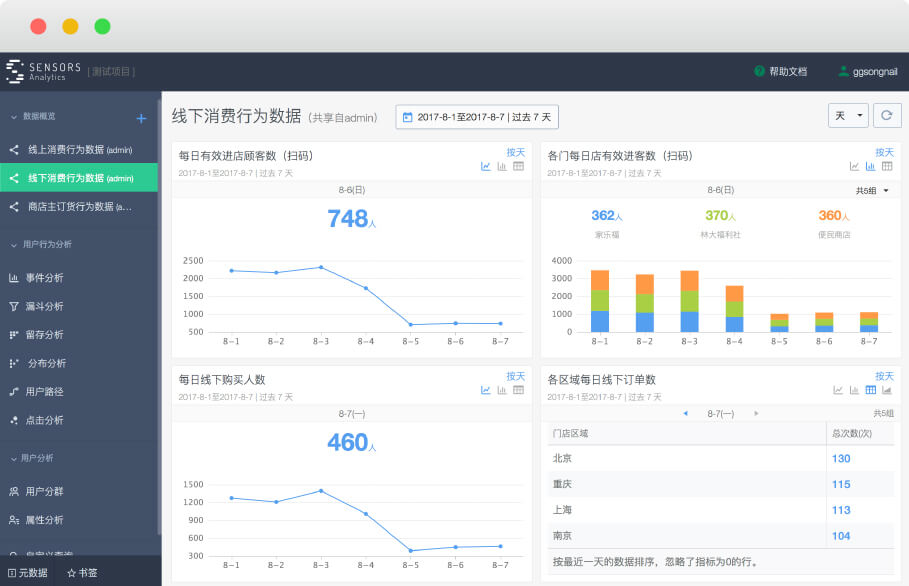 SENSORS
Analytics
[ 测试项目 ]
? 帮助文档
ggsongnail
数据概览
+
线上消费行为数据 (admin)
线下消费行为数据 (admin)
商店主订货行为数据 (a...
用户行为分析
事件分析
漏斗分析
留存分析
分布分析
用户路径
点击分析
用户分析
用户分群
属性分析
自定义查询
元数据
书签
线下消费行为数据 (共享自admin)
2017-8-1至2017-8-7 | 过去 7 天
天
每日有效进店顾客数（扫码）
按天
2017-8-1至2017-8-7 | 过去 7 天
8-6(日)
748人
2500
2000
1500
1000
500
8-1 8-2 8-3 8-4 8-5 8-6 8-7
各门每日店有效进客数（扫码）
按天
2017-8-1至2017-8-7 | 过去 7 天
8-6(日)
共5组
362人 370人 360人
家乐福 林大福利社 便民商店
4000
3000
2000
1000
0
8-1 8-2 8-3 8-4 8-5 8-6 8-7
每日线下购买人数
按天
2017-8-1至2017-8-7 | 过去 7 天
8-7(一)
460人
1500
1200
900
600
300
8-1 8-2 8-3 8-4 8-5 8-6 8-7
各区域每日线下订单数
按天
2017-8-1至2017-8-7 | 过去 7 天
8-7(一)
共5组
门店区域 总次数(次)
北京 130
重庆 115
上海 113
南京 104
按最近一天的数据排序，忽略了指标为0的行。